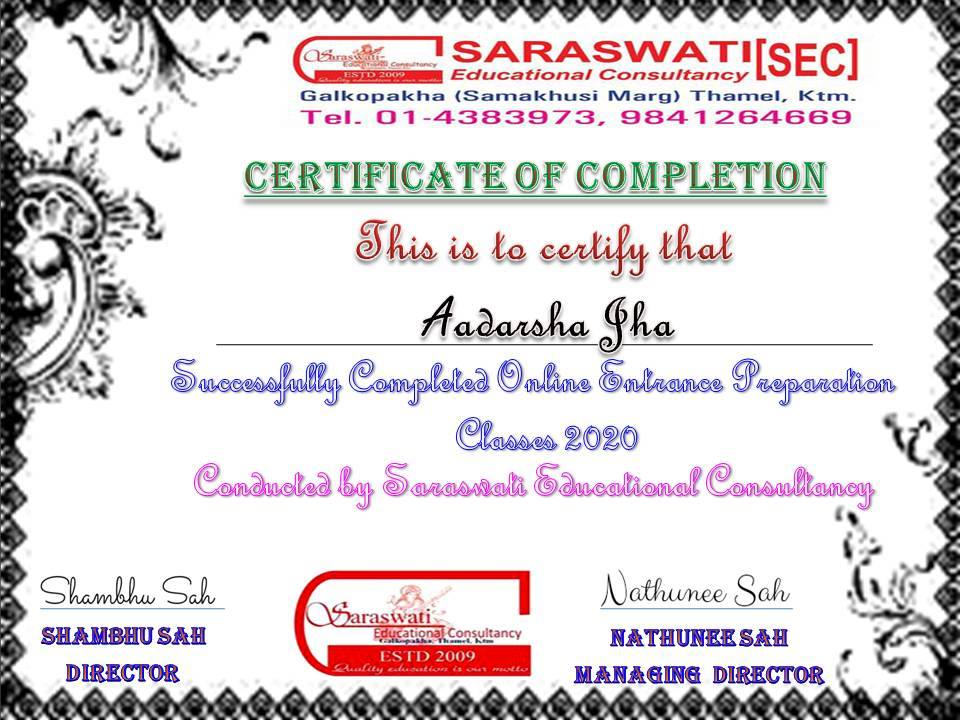 Saraswati
Educational Consultancy
ESTD 2009
Quality education is our motto
SARASWATI [SEC]
Educational Consultancy
Galkopakha (Samakhusi Marg) Thamel, Ktm.
Tel. 01-4383973, 9841264669
CERTIFICATE OF COMPLETION
This is to certify that
Aadarsha Jha
Successfully Completed Online Entrance Preparation
Classes 2020
Conducted by Saraswati Educational Consultancy
Shambhu Sah
SHAMBHU SAH
DIRECTOR
Saraswati
Educational Consultancy
Galkopakha, Thamel, Ktm
ESTD 2009
Quality education is our motto
Nathunee Sah
NATHUNEE SAH
MANAGING DIRECTOR